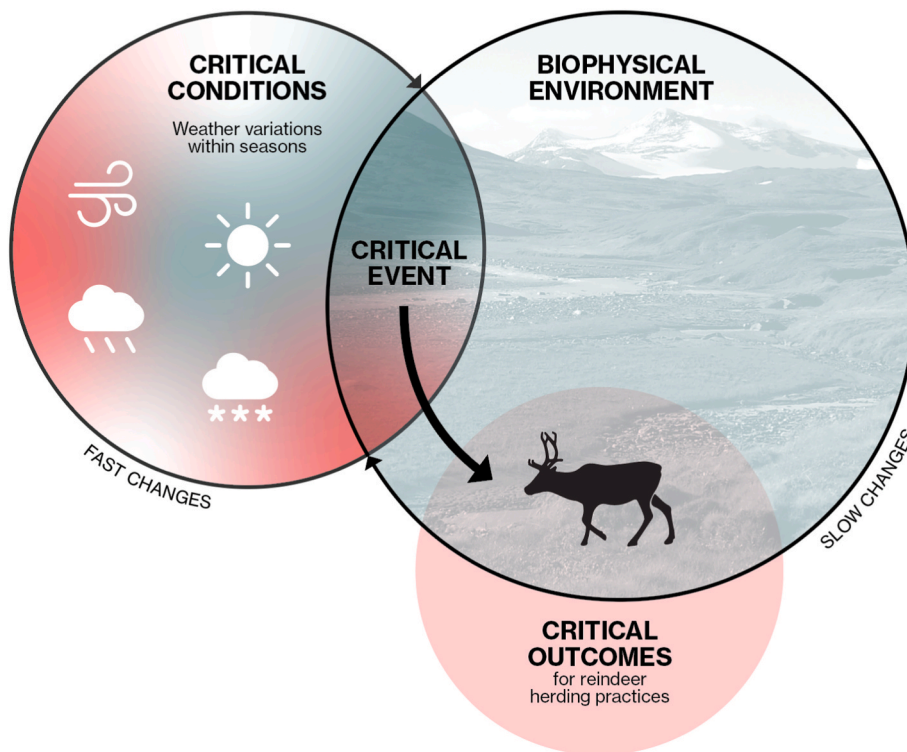 CRITICAL
CONDITIONS
Weather variations
within seasons
BIOPHYSICAL
ENVIRONMENT
CRITICAL
EVENT
FAST CHANGES
SLOW CHANGES
CRITICAL
OUTCOMES
for reindeer
herding practices